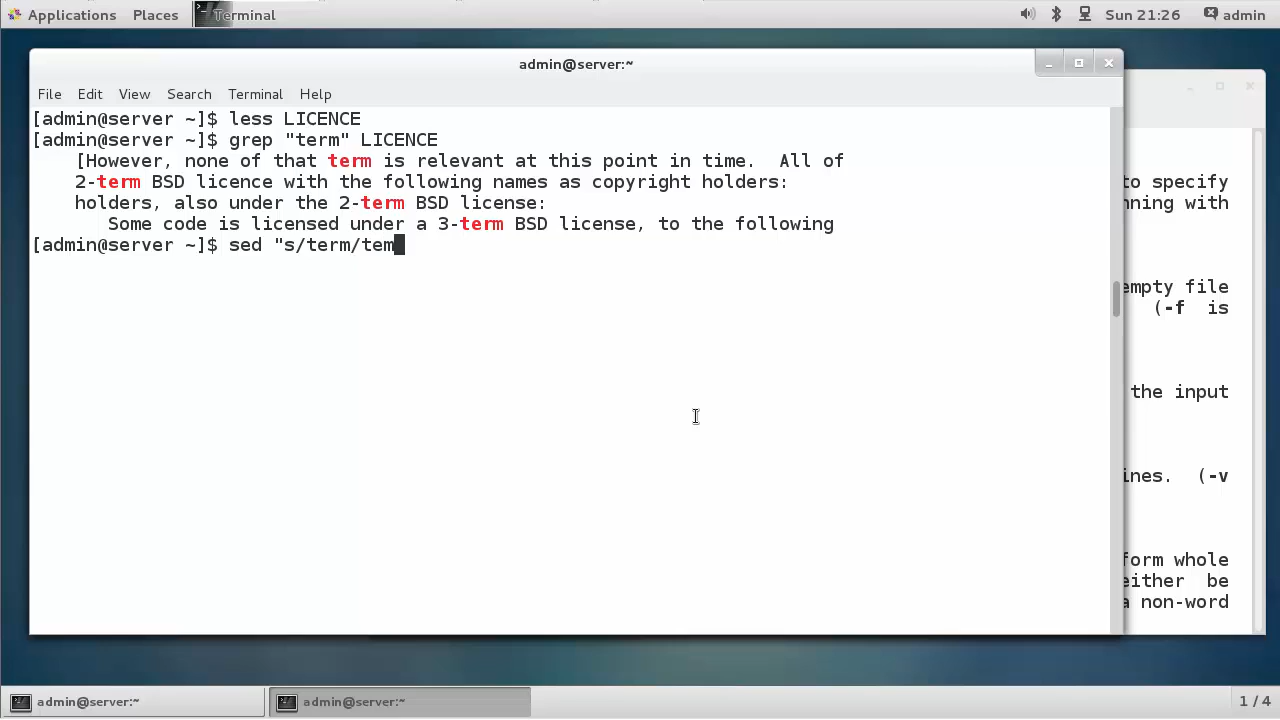 Applications Places Terminal Sun 21:26 admin
admin@server:~
File Edit View Search Terminal Help
[admin@server ~]$ less LICENCE
[admin@server ~]$ grep "term" LICENCE
[However, none of that term is relevant at this point in time.  All of
2-term BSD licence with the following names as copyright holders:
holders, also under the 2-term BSD license:
Some code is licensed under a 3-term BSD license, to the following
[admin@server ~]$ sed "s/term/tem
to specify
nning with
empty file
(-f is
the input
ines. (-v
form whole
either be
a non-word
admin@server:~ admin@server:~ 1 / 4